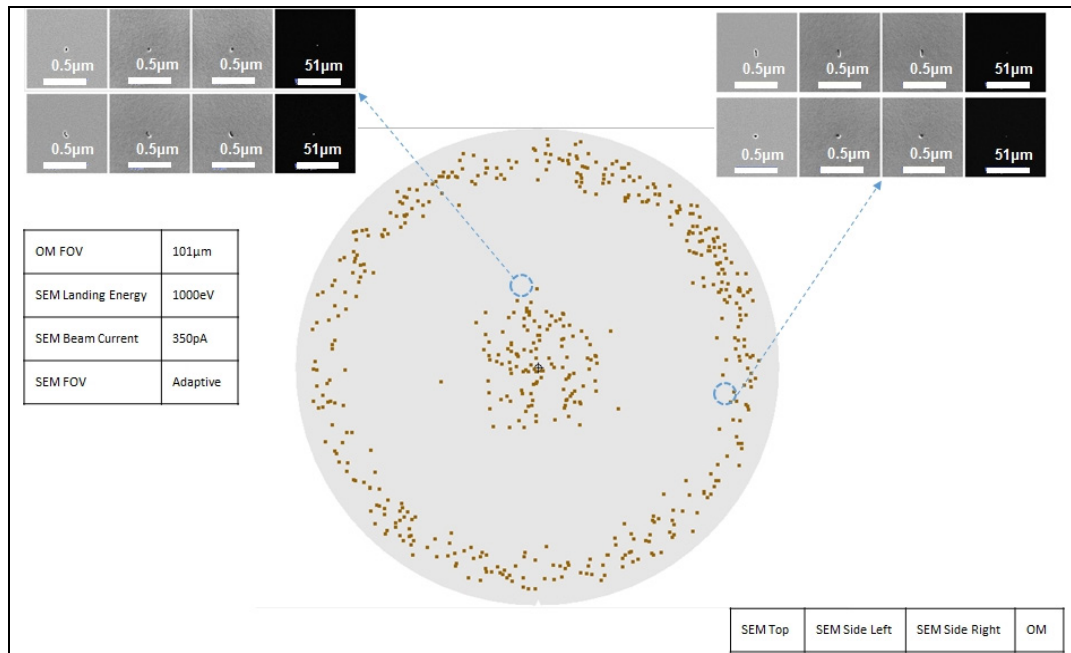 0.5µm 0.5µm 0.5µm 51µm
0.5µm 0.5µm 0.5µm 51µm
0.5µm 0.5µm 0.5µm 51µm
0.5µm 0.5µm 0.5µm 51µm
OM FOV 101µm
SEM Landing Energy 1000eV
SEM Beam Current 350pA
SEM FOV Adaptive
SEM Top SEM Side Left SEM Side Right OM